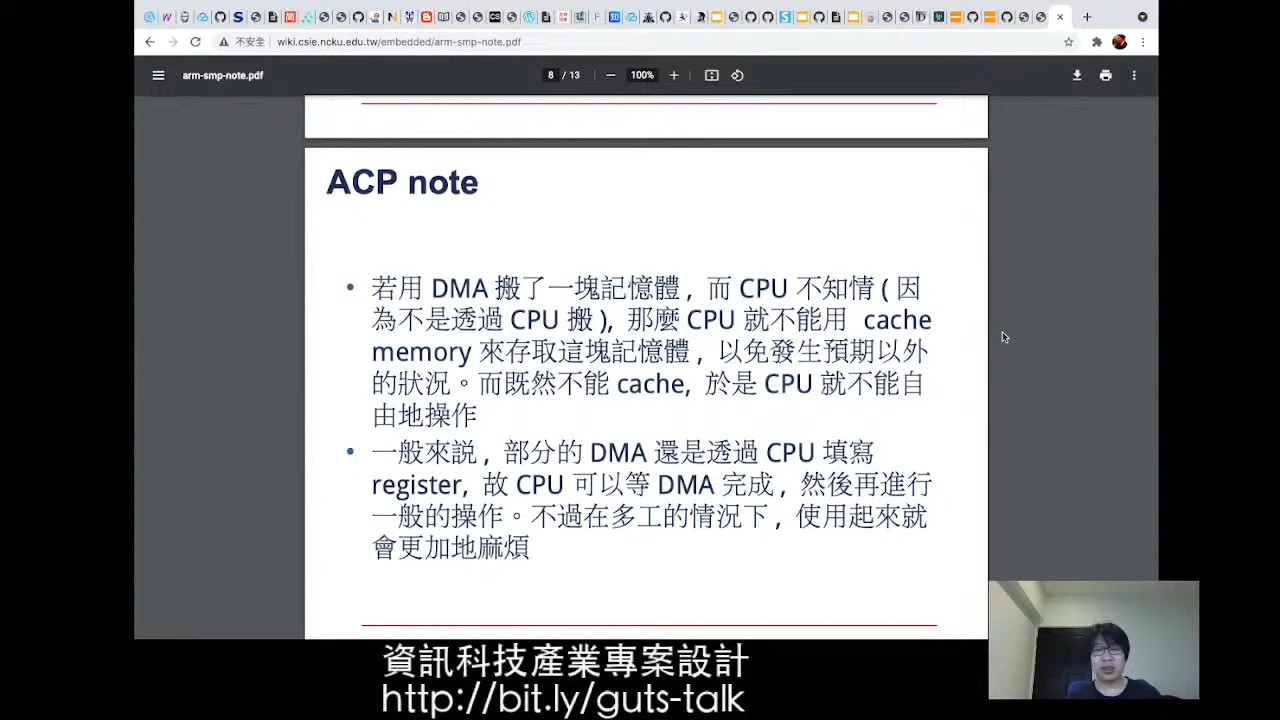 不安全
wiki.csie.ncku.edu.tw/embedded/arm-smp-note.pdf
arm-smp-note.pdf
8 / 13
100%
ACP note
• 若用 DMA 搬了一塊記憶體 , 而 CPU 不知情 ( 因
為不是透過 CPU 搬 ), 那麼 CPU 就不能用 cache
memory 來存取這塊記憶體 , 以免發生預期以外
的狀況。而既然不能 cache, 於是 CPU 就不能自
由地操作
• 一般來説 , 部分的 DMA 還是透過 CPU 填寫
register, 故 CPU 可以等 DMA 完成 , 然後再進行
一般的操作。不過在多工的情況下 , 使用起來就
會更加地麻煩
資訊科技產業專案設計
http://bit.ly/guts-talk